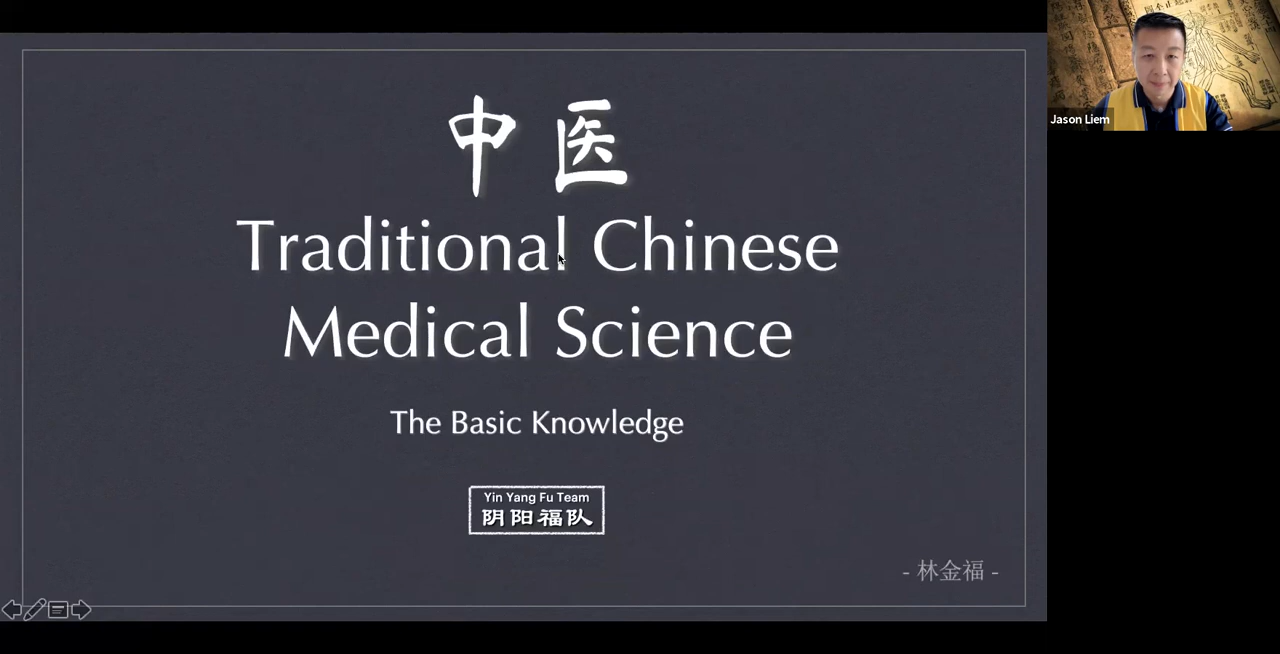 中医
Traditional Chinese
Medical Science
The Basic Knowledge
Yin Yang Fu Team
阴阳福队
- 林金福 -
Jason Liem